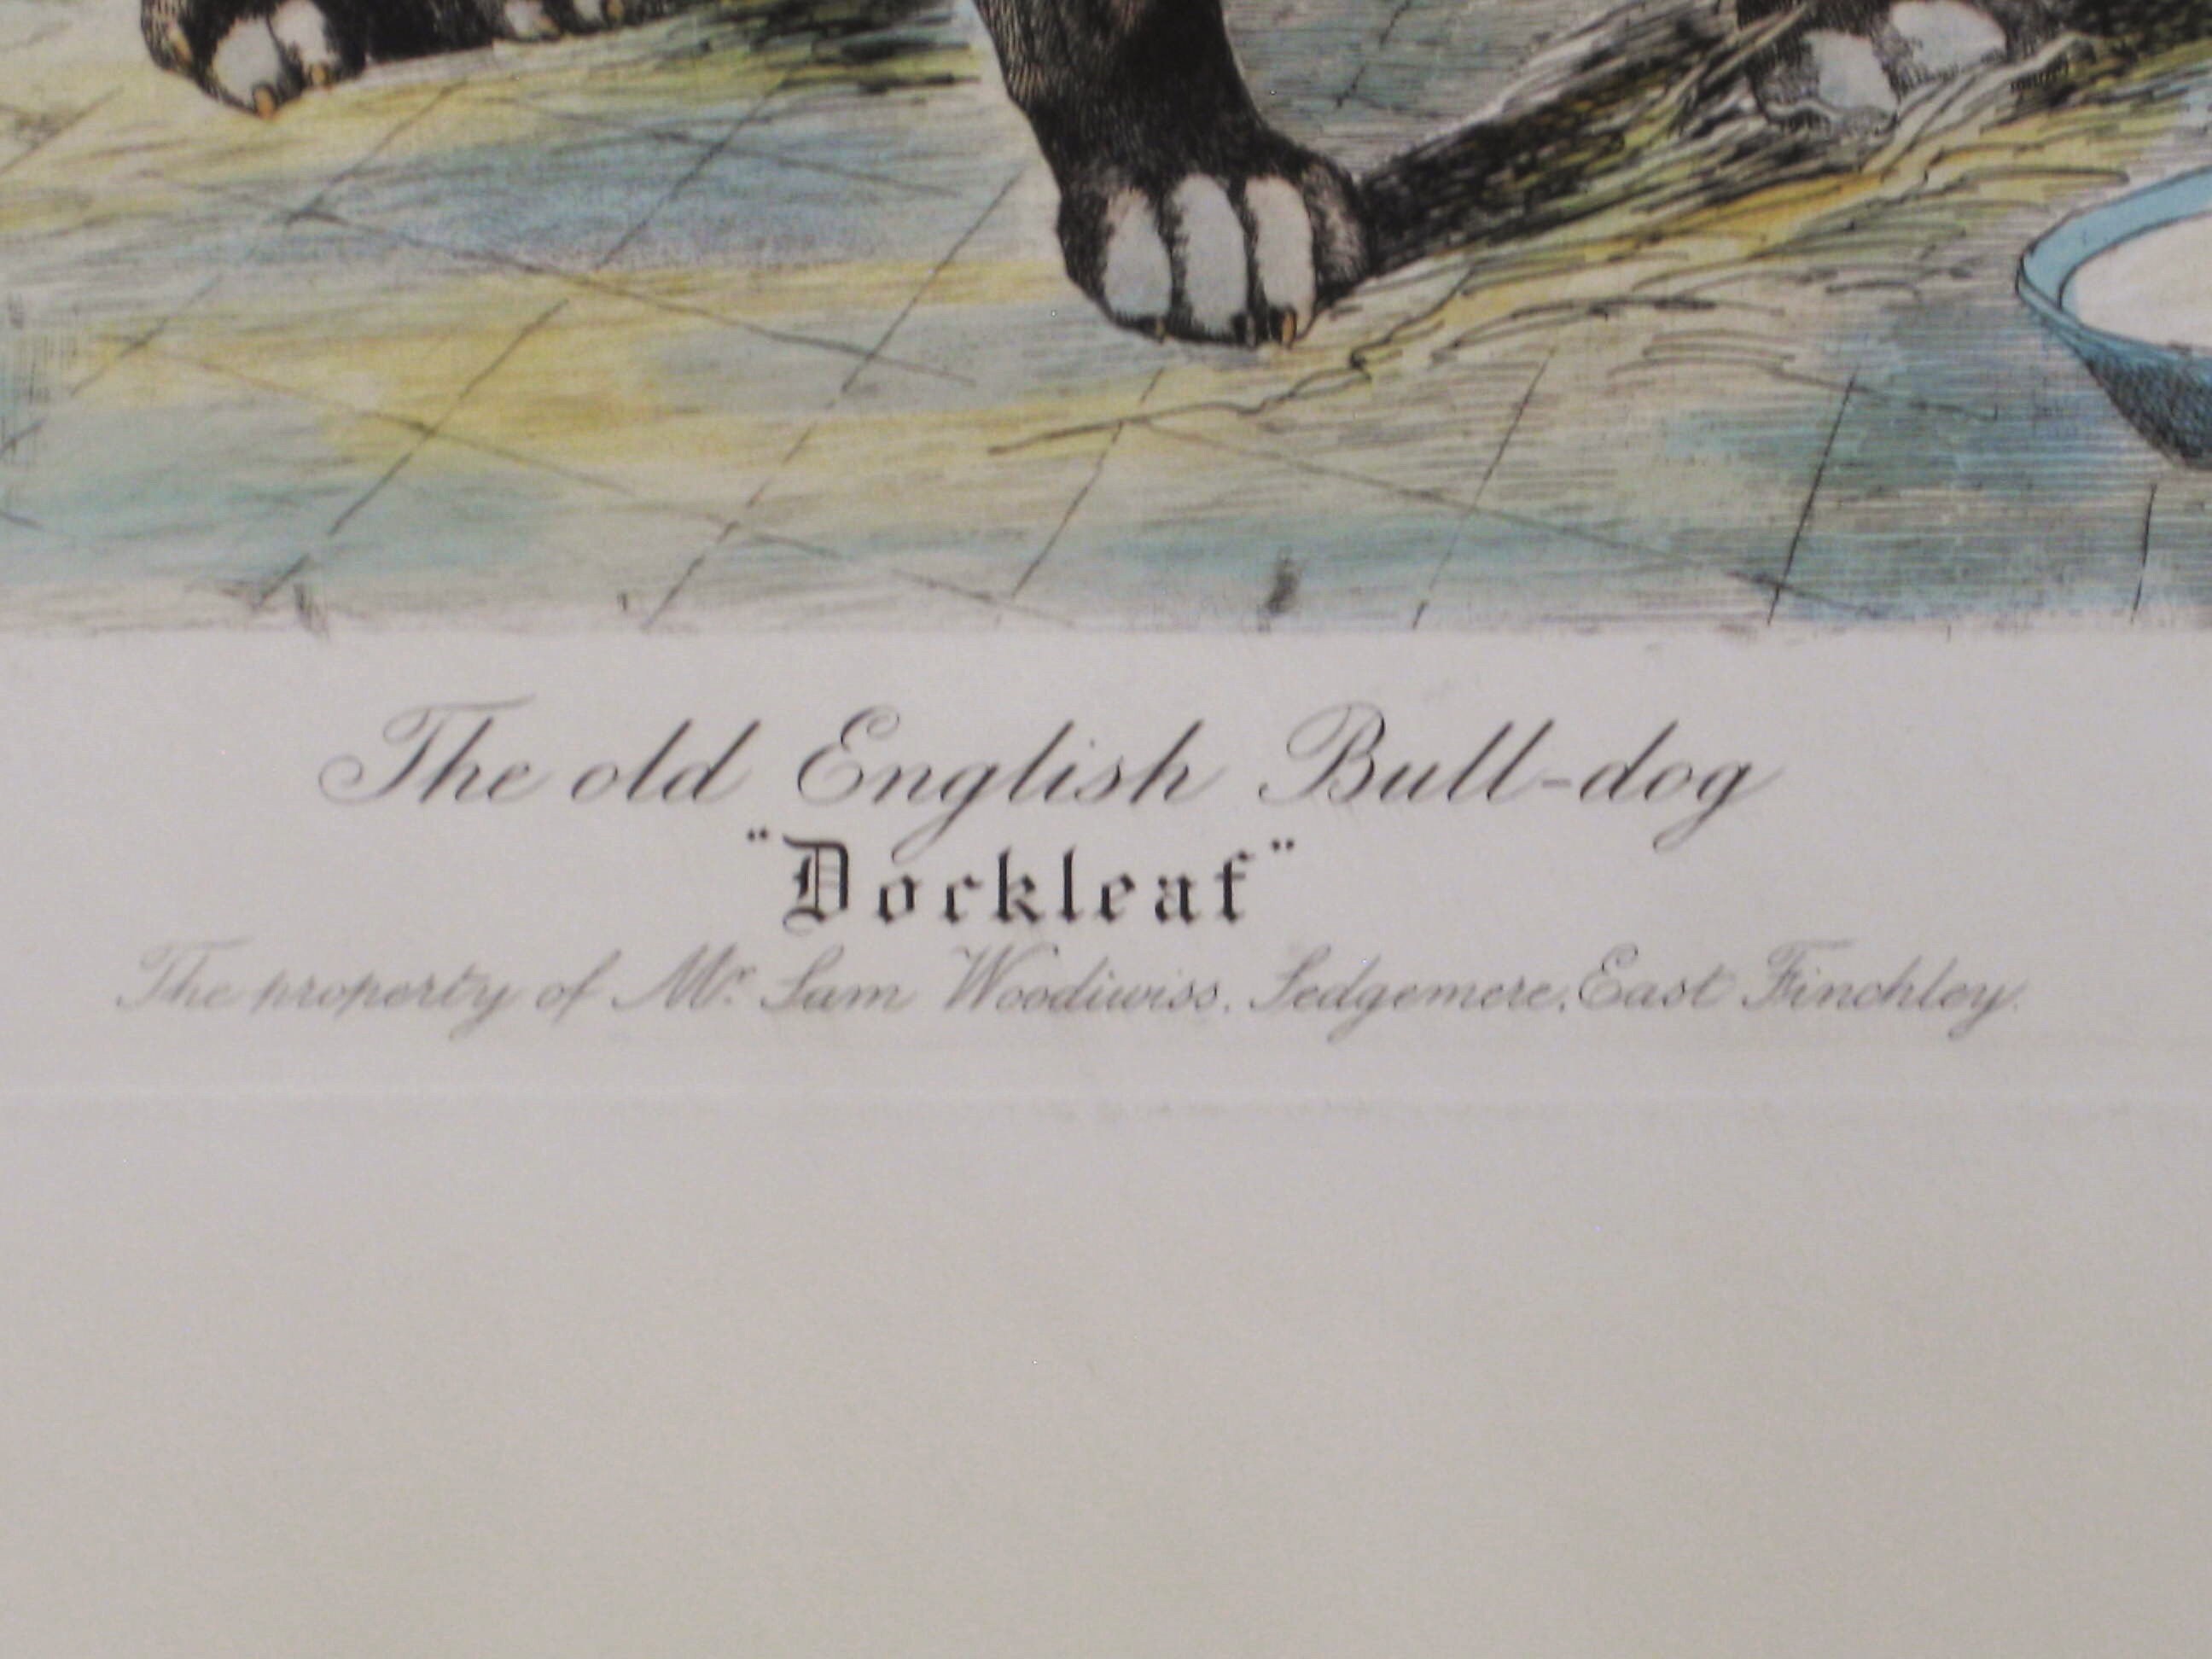 The old English Bull-dog
"Dockleaf"
The property of Mr. Sam Woodiwiss, Sedgemere, East Finchley.